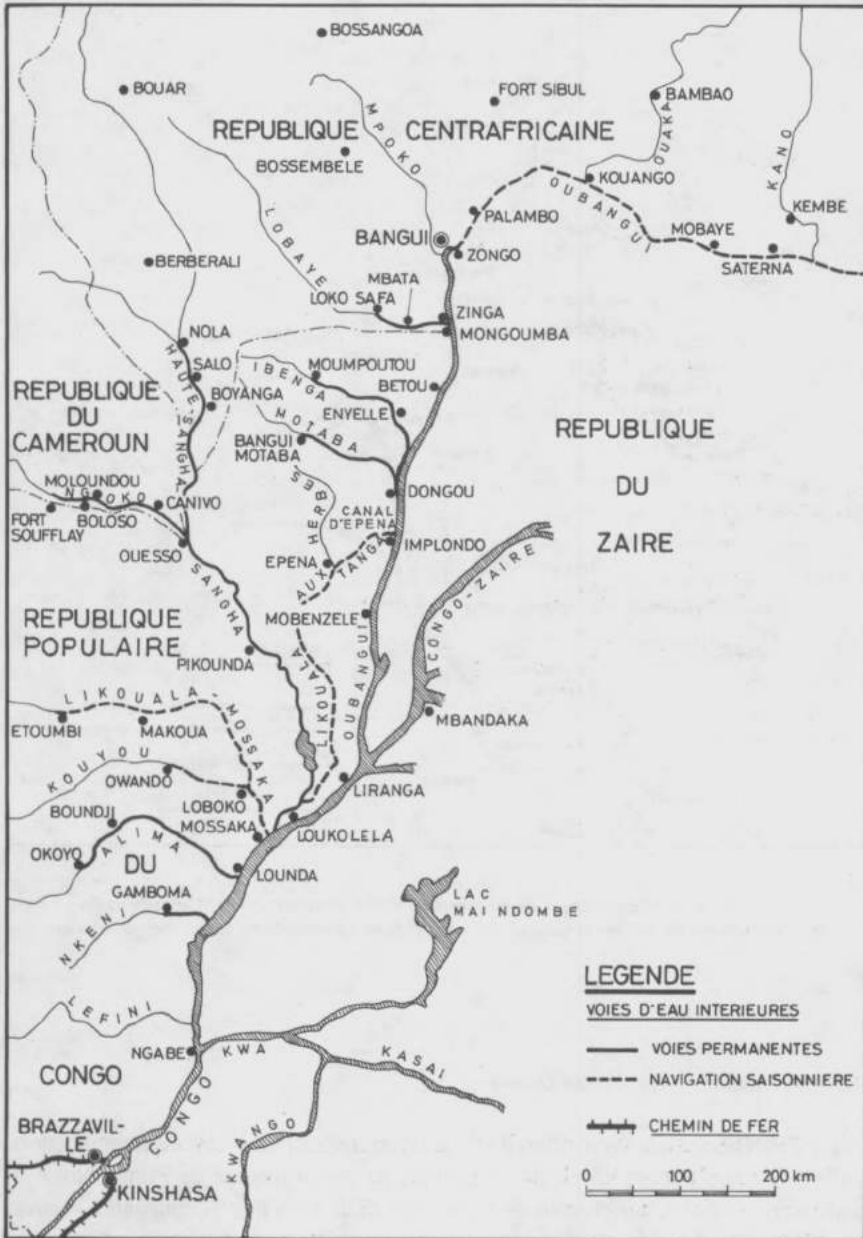 BOSSANGOA
BOUAR
FORT SIBUL
BAMBAO
REPUBLIQUE CENTRAFRICAINE
MPOKO
OUAKA
KANO
BOSSEMBELE
KOUANGO
OUBANGUI
LOBAYE
PALAMBO
KEMBE
BANGUI
MOBAYE
ZONGO
SATERNA
BERBERALI
MBATA
LOKO SAFA
ZINGA
MONGOUMBA
NOLA
HAUTE-SANGHA
SALO
MOUMPOUTOU
IBENGA
BETOU
REPUBLIQUE
DU
CAMEROUN
BOYANGA
ENYELLE
MOTABA
BANGUI
MOTABA
REPUBLIQUE
DU
ZAIRE
MOLOUNDOU
NGOKO
CANIVO
HERBES
DONGOU
FORT
SOUFFLAY
BOLOSO
CANAL
D'EPENA
OUESSO
EPENA
AUX
TANGA
IMPLONDO
SANGHA
CONGO-ZAIRE
MOBENZELE
REPUBLIQUE
POPULAIRE
PIKOUNDA
LIKOUALA
OUBANGUI
LIKOUALA-MOSSAKA
ETOUMBI
MAKOUA
MBANDAKA
KOUYOU
OWANDO
LIRANGA
LOBOKO
BOUNDJI
MOSSAKA
LOUKOLELA
ALIMA
OKOYO
DU
LOUNDA
GAMBOMA
LAC
MAI NDOMBE
NKENI
LEGENDE
VOIES D'EAU INTERIEURES
LEFINI
NGABE
KWA
KASAI
VOIES PERMANENTES
CONGO
NAVIGATION SAISONNIERE
CONGO
KWANGO
CHEMIN DE FER
BRAZZAVIL-
LE
KINSHASA
0 100 200 km